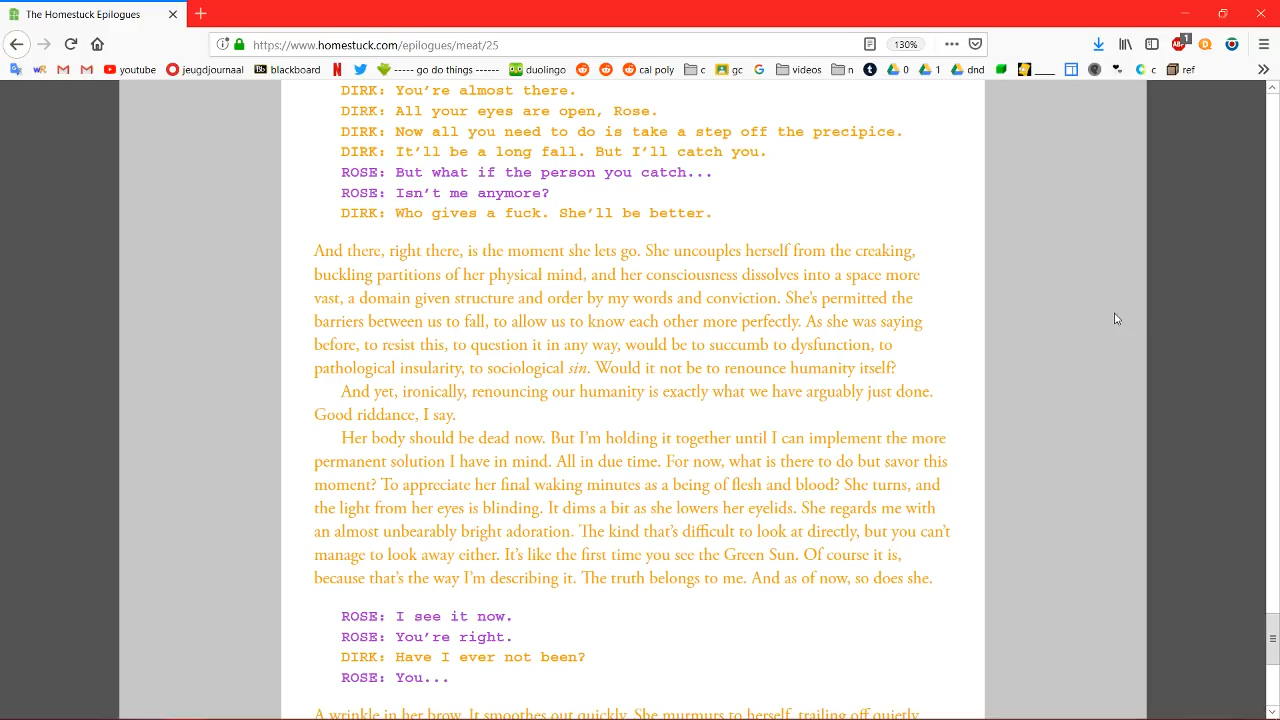 The Homestuck Epilogues
https://www.homestuck.com/epilogues/meat/25
130%
1
youtube
jeugdjournaal
blackboard
----- go do things ------
duolingo
cal poly
c
gc
videos
n
0
1
dnd
____
c
ref
DIRK: You’re almost there.
DIRK: All your eyes are open, Rose.
DIRK: Now all you need to do is take a step off the precipice.
DIRK: It’ll be a long fall. But I’ll catch you.
ROSE: But what if the person you catch...
ROSE: Isn’t me anymore?
DIRK: Who gives a fuck. She’ll be better.
And there, right there, is the moment she lets go. She uncouples herself from the creaking,
buckling partitions of her physical mind, and her consciousness dissolves into a space more
vast, a domain given structure and order by my words and conviction. She’s permitted the
barriers between us to fall, to allow us to know each other more perfectly. As she was saying
before, to resist this, to question it in any way, would be to succumb to dysfunction, to
pathological insularity, to sociological sin. Would it not be to renounce humanity itself?
And yet, ironically, renouncing our humanity is exactly what we have arguably just done.
Good riddance, I say.
Her body should be dead now. But I’m holding it together until I can implement the more
permanent solution I have in mind. All in due time. For now, what is there to do but savor this
moment? To appreciate her final waking minutes as a being of flesh and blood? She turns, and
the light from her eyes is blinding. It dims a bit as she lowers her eyelids. She regards me with
an almost unbearably bright adoration. The kind that’s difficult to look at directly, but you can’t
manage to look away either. It’s like the first time you see the Green Sun. Of course it is,
because that’s the way I’m describing it. The truth belongs to me. And as of now, so does she.
ROSE: I see it now.
ROSE: You’re right.
DIRK: Have I ever not been?
ROSE: You...
A wrinkle in her brow. It smoothes out quickly. She murmurs to herself, trailing off quietly